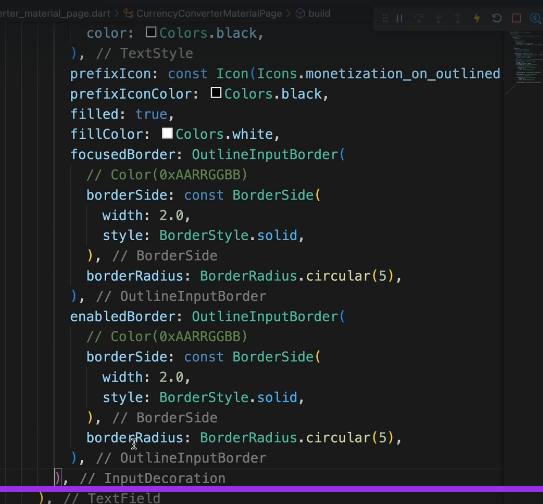 erter_material_page.dart > CurrencyConverterMaterialPage > build
color: Colors.black,
), // TextStyle
prefixIcon: const Icon(Icons.monetization_on_outlined
prefixIconColor: Colors.black,
filled: true,
fillColor: Colors.white,
focusedBorder: OutlineInputBorder(
// Color(0xAARRGGBB)
borderSide: const BorderSide(
width: 2.0,
style: BorderStyle.solid,
), // BorderSide
borderRadius: BorderRadius.circular(5),
), // OutlineInputBorder
enabledBorder: OutlineInputBorder(
// Color(0xAARRGGBB)
borderSide: const BorderSide(
width: 2.0,
style: BorderStyle.solid,
), // BorderSide
borderRadius: BorderRadius.circular(5),
), // OutlineInputBorder
), // InputDecoration
), // TextField